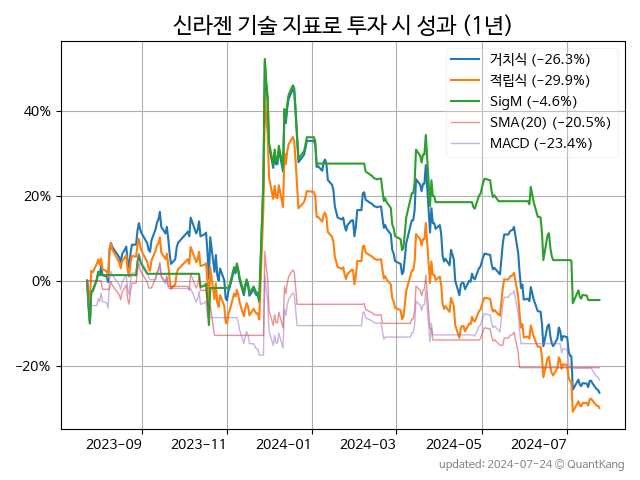 신라젠 기술 지표로 투자 시 성과 (1년)
거치식 (−26.3%)
적립식 (−29.9%)
SigM (−4.6%)
SMA(20) (−20.5%)
MACD (−23.4%)
40%
20%
0%
−20%
2023-09 2023-11 2024-01 2024-03 2024-05 2024-07
updated: 2024-07-24 © QuantKang